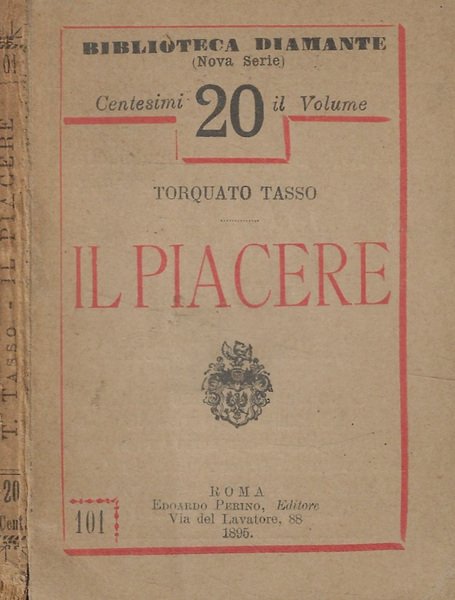 BIBLIOTECA DIAMANTE
(Nova Serie)
Centesimi 20 il Volume
TORQUATO TASSO
IL PIACERE
ROMA
EDOARDO PERINO, Editore
Via del Lavatore, 88
1895.
101
101
T. TASSO - IL PIACERE
20
Cent.